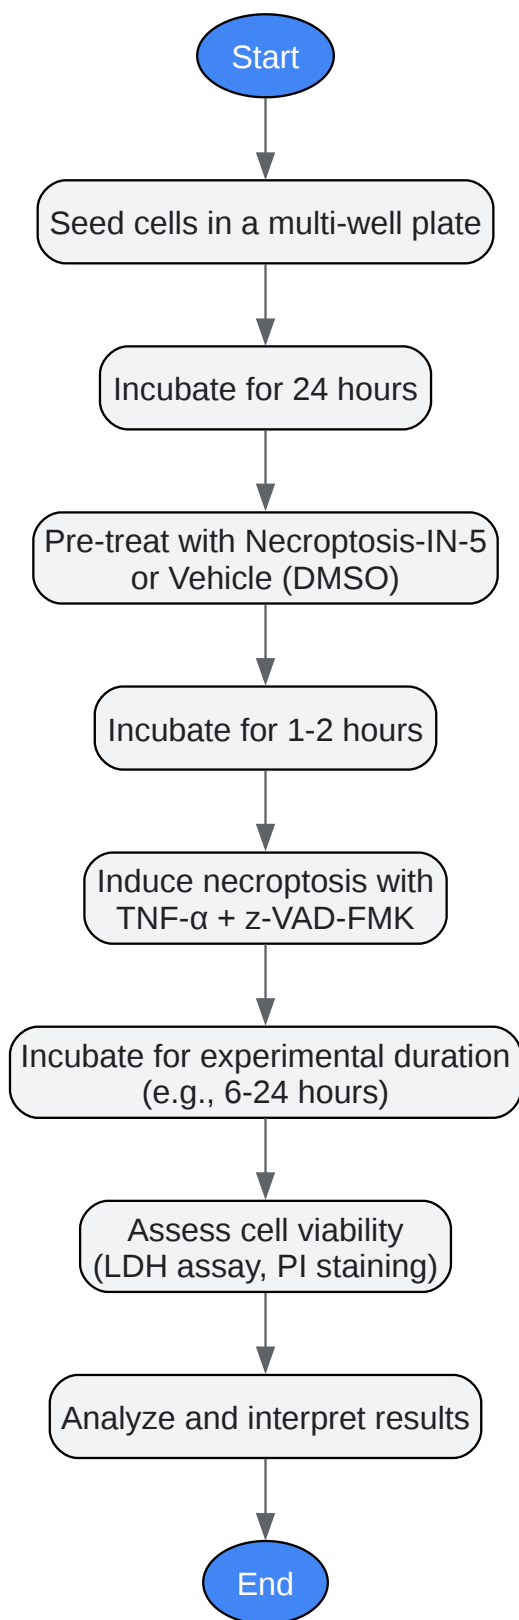 Start
Seed cells in a multi-well plate
Incubate for 24 hours
Pre-treat with Necroptosis-IN-5
or Vehicle (DMSO)
Incubate for 1-2 hours
Induce necroptosis with
TNF-α + z-VAD-FMK
Incubate for experimental duration
(e.g., 6-24 hours)
Assess cell viability
(LDH assay, PI staining)
Analyze and interpret results
End